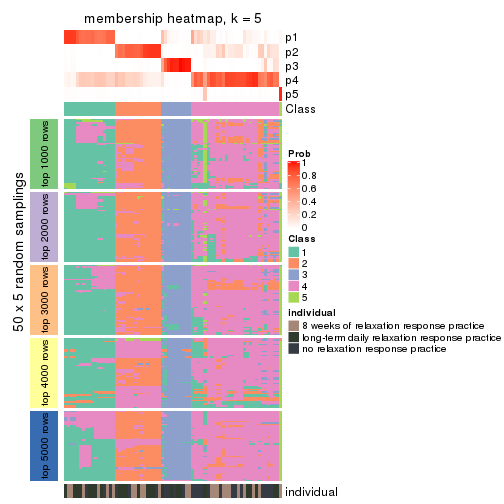 membership heatmap, k = 5
p1
p2
p3
p4
p5
Class
50 x 5 random samplings
top 1000 rows
top 2000 rows
top 3000 rows
top 4000 rows
top 5000 rows
individual
Prob
1
0.8
0.6
0.4
0.2
0
Class
1
2
3
4
5
individual
8 weeks of relaxation response practice
long-term daily relaxation response practice
no relaxation response practice